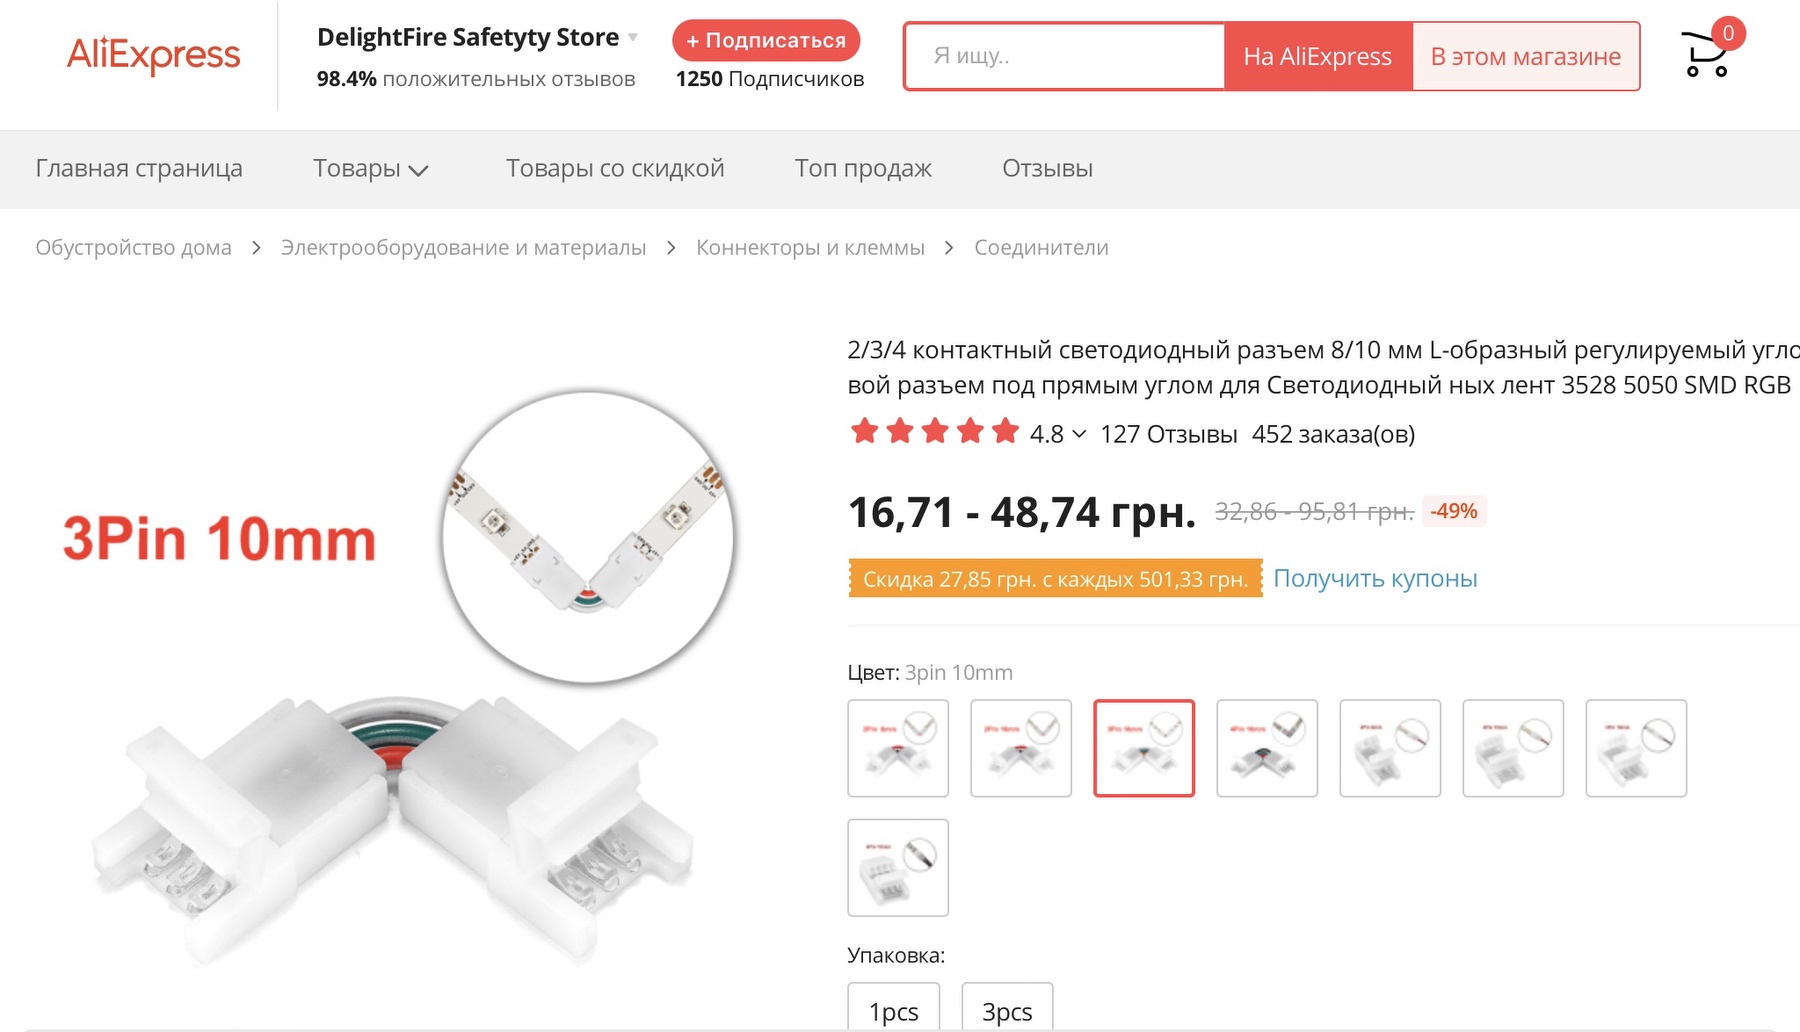 AliExpress
DelightFire Safetyty Store
98.4% положительных отзывов
+ Подписаться
1250 Подписчиков
Я ищу..
На AliExpress
В этом магазине
0
Главная страница
Товары
Товары со скидкой
Топ продаж
Отзывы
Обустройство дома > Электрооборудование и материалы > Коннекторы и клеммы > Соединители
3Pin 10mm
2/3/4 контактный светодиодный разъем 8/10 мм L-образный регулируемый угло
вой разъем под прямым углом для Светодиодный ных лент 3528 5050 SMD RGB
4.8 127 Отзывы 452 заказа(ов)
16,71 - 48,74 грн. 32,86 - 95,81 грн. -49%
Скидка 27,85 грн. с каждых 501,33 грн. Получить купоны
Цвет: 3pin 10mm
Упаковка:
1pcs
3pcs